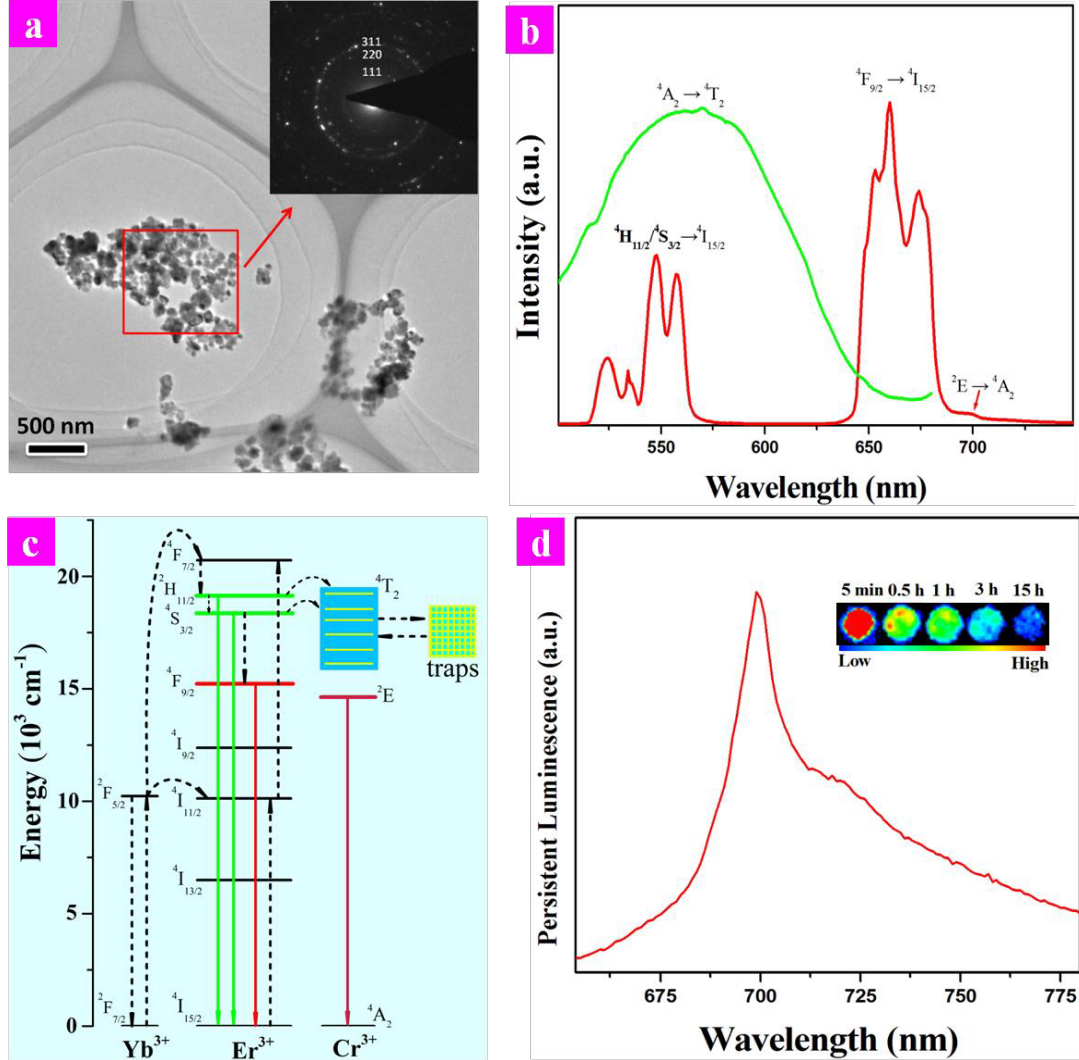 a
311
220
111
500 nm
b
⁴A₂ → ⁴T₂
⁴F₉/₂ → ⁴I₁₅/₂
⁴H₁₁/₂/⁴S₃/₂→⁴I₁₅/₂
²E → ⁴A₂
Intensity (a.u.)
550 600 650 700
Wavelength (nm)
c
Energy (10³ cm⁻¹)
20
15
10
5
0
⁴F₇/₂
²H₁₁/₂
⁴S₃/₂
⁴F₉/₂
⁴I₉/₂
²F₅/₂
⁴I₁₁/₂
⁴I₁₃/₂
²F₇/₂
⁴I₁₅/₂
⁴T₂
traps
²E
⁴A₂
Yb³⁺ Er³⁺ Cr³⁺
d
Persistent Luminescence (a.u.)
5 min 0.5 h 1 h 3 h 15 h
Low High
675 700 725 750 775
Wavelength (nm)